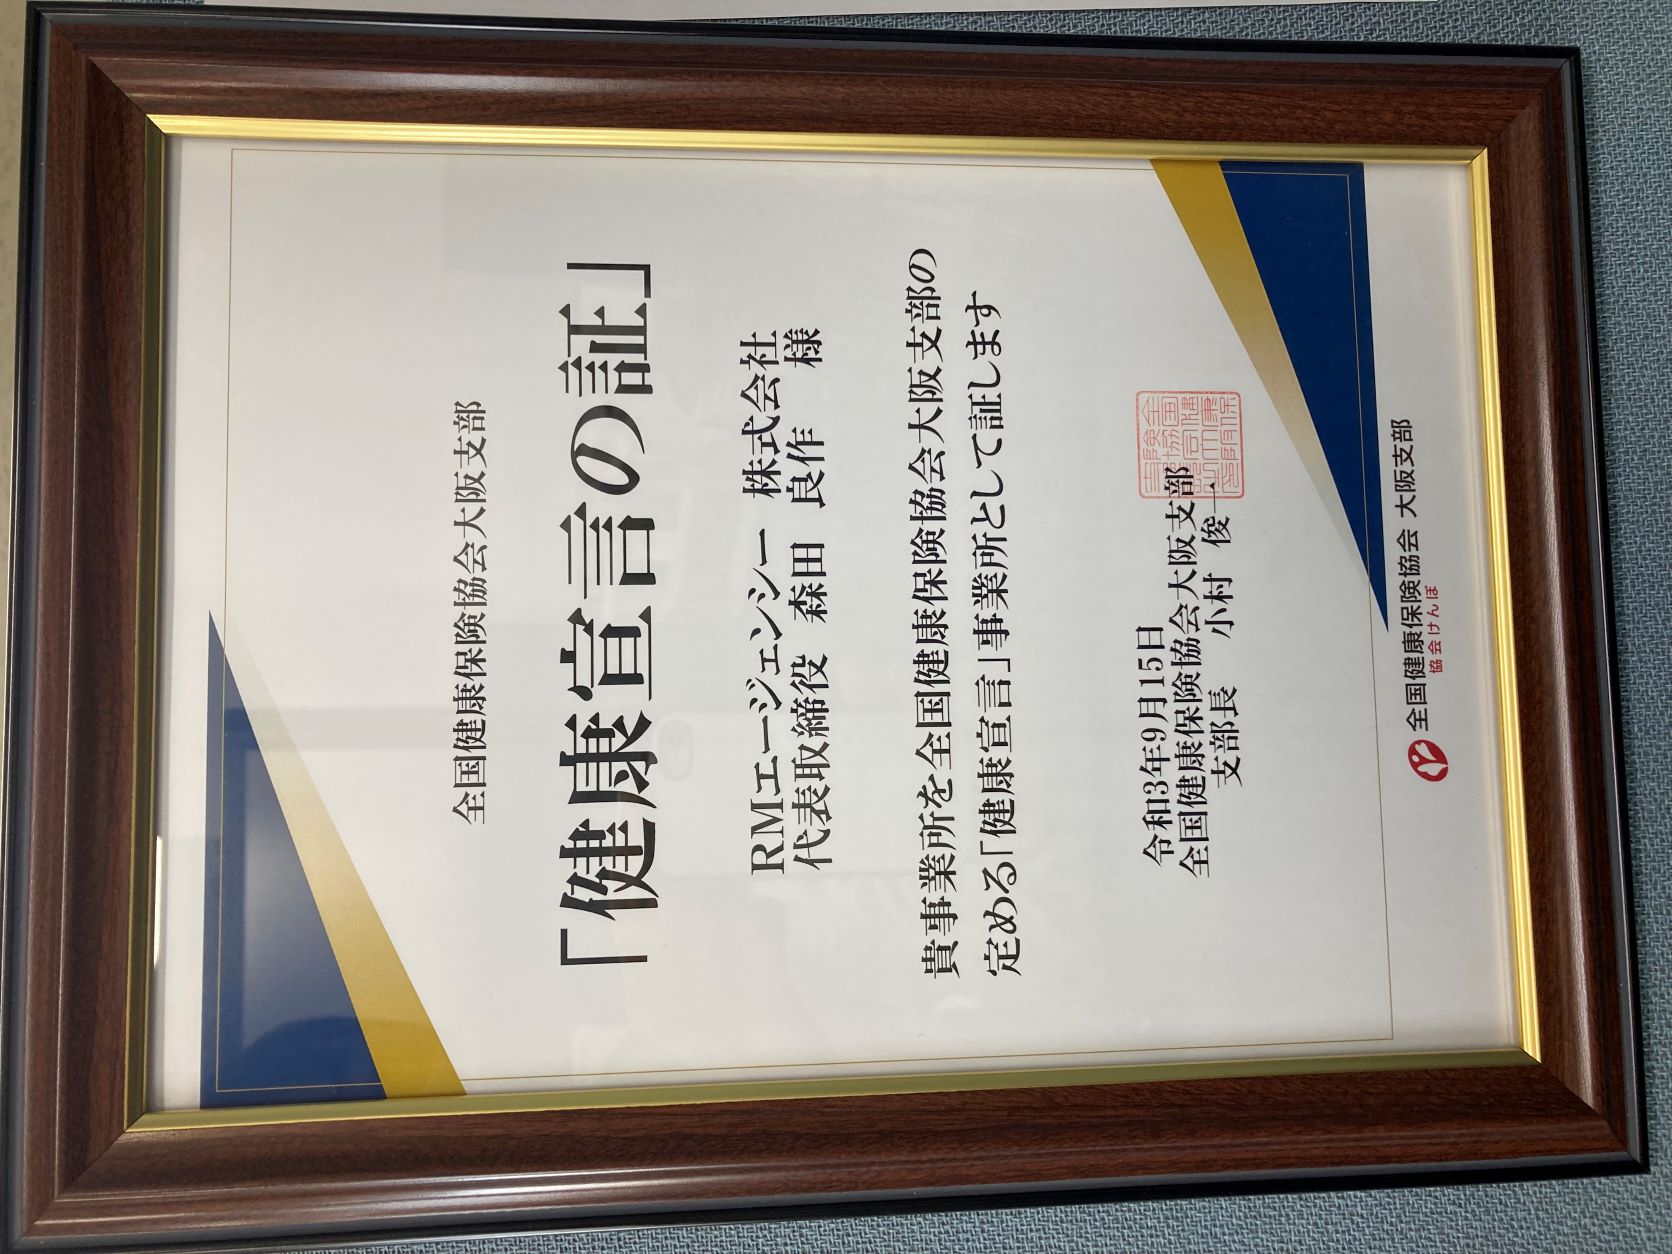 全国健康保険協会大阪支部
「健康宣言の証」
RMエージェンシー 株式会社
代表取締役 森田 良作 様
貴事業所を全国健康保険協会大阪支部の
定める「健康宣言」事業所として証します
令和3年9月15日
全国健康保険協会大阪支部
支部長 小村 俊一
全国健康保険協会 大阪支部
協会けんぽ